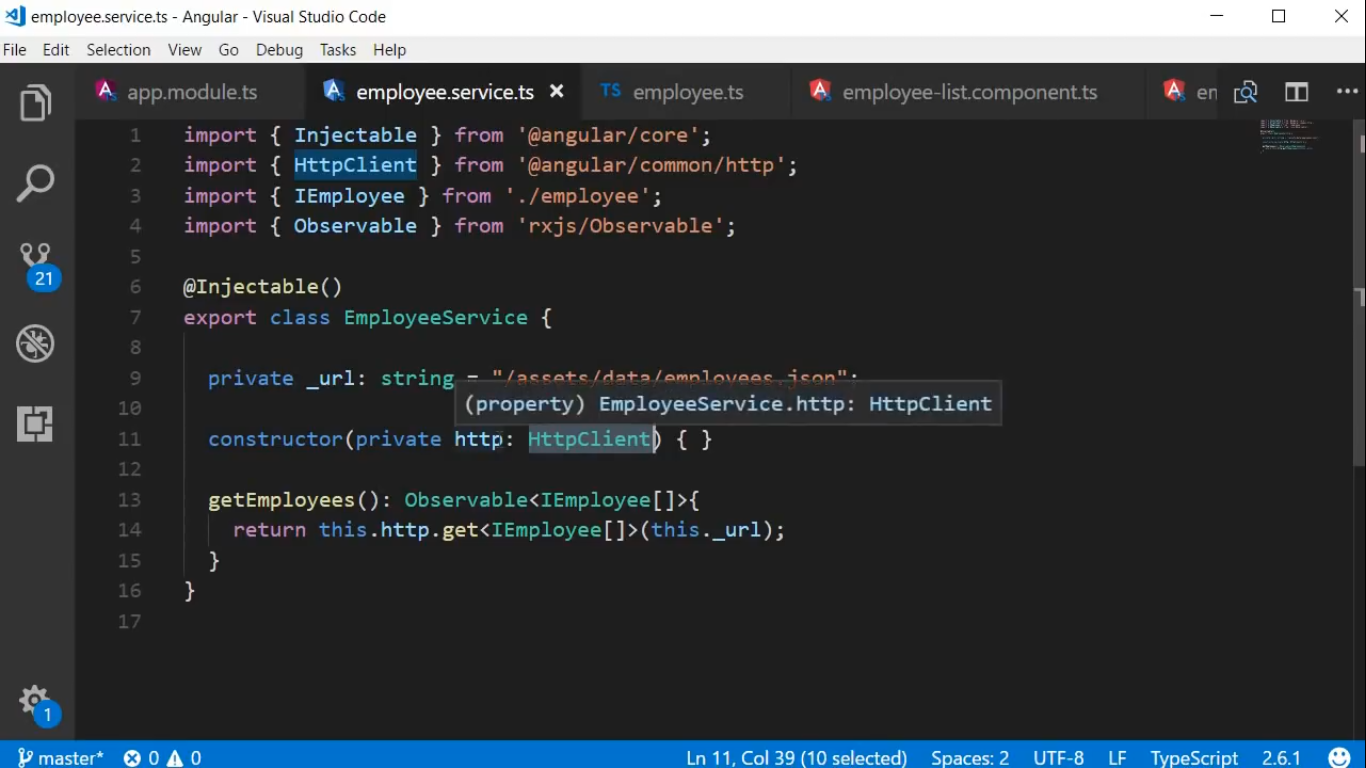 employee.service.ts - Angular - Visual Studio Code
File Edit Selection View Go Debug Tasks Help
app.module.ts employee.service.ts TS employee.ts employee-list.component.ts en
1 import { Injectable } from '@angular/core';
2 import { HttpClient } from '@angular/common/http';
3 import { IEmployee } from './employee';
4 import { Observable } from 'rxjs/Observable';
5
6 @Injectable()
7 export class EmployeeService {
8
9 private _url: string = "/assets/data/employees.json";
10 (property) EmployeeService.http: HttpClient
11 constructor(private http: HttpClient) { }
12
13 getEmployees(): Observable<IEmployee[]>{
14 return this.http.get<IEmployee[]>(this._url);
15 }
16 }
17
21
1
master* 0 0 Ln 11, Col 39 (10 selected) Spaces: 2 UTF-8 LF TypeScript 2.6.1